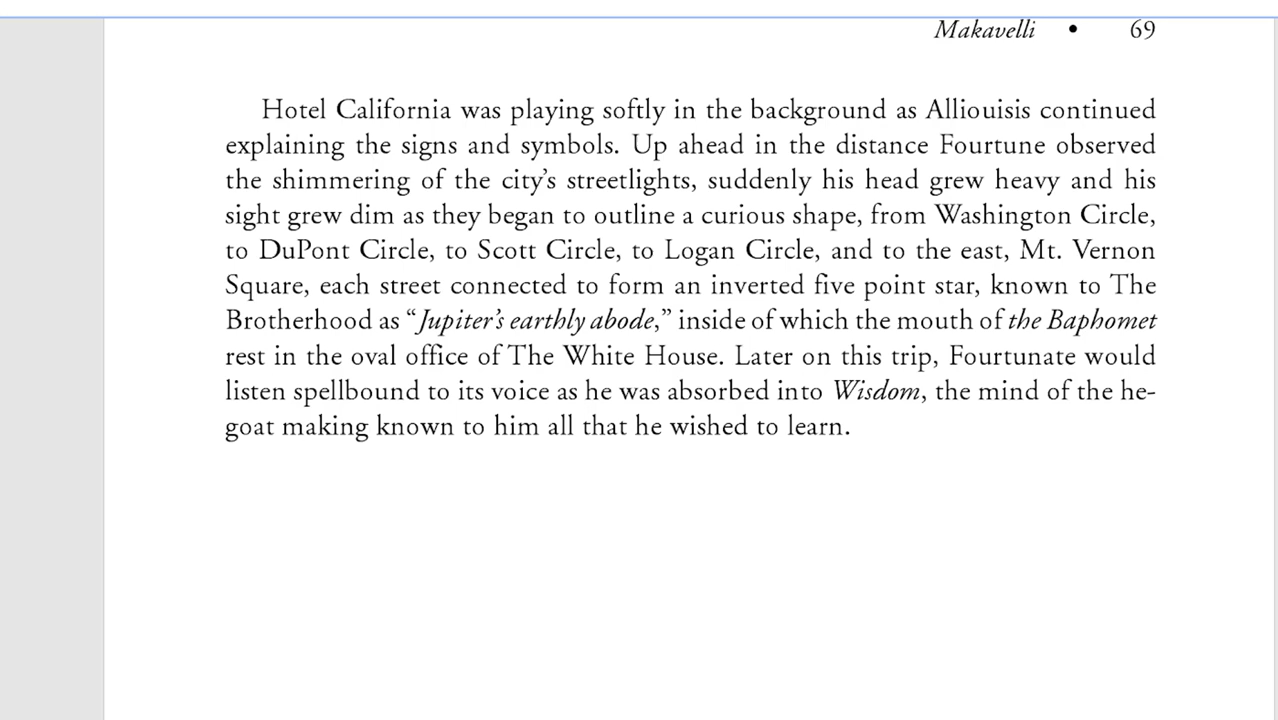 Makavelli • 69
Hotel California was playing softly in the background as Alliouisis continued
explaining the signs and symbols. Up ahead in the distance Fourtune observed
the shimmering of the city’s streetlights, suddenly his head grew heavy and his
sight grew dim as they began to outline a curious shape, from Washington Circle,
to DuPont Circle, to Scott Circle, to Logan Circle, and to the east, Mt. Vernon
Square, each street connected to form an inverted five point star, known to The
Brotherhood as “Jupiter’s earthly abode,” inside of which the mouth of the Baphomet
rest in the oval office of The White House. Later on this trip, Fourtunate would
listen spellbound to its voice as he was absorbed into Wisdom, the mind of the he-
goat making known to him all that he wished to learn.